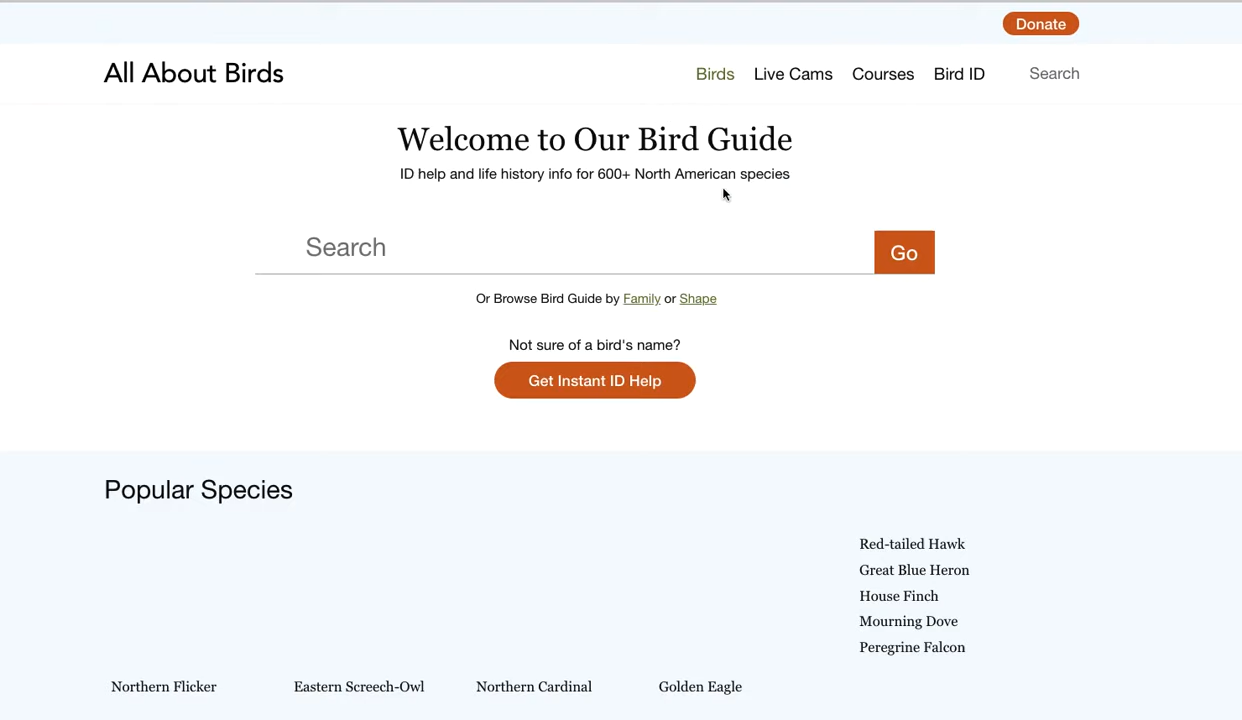 Donate
All About Birds
Birds Live Cams Courses Bird ID Search
Welcome to Our Bird Guide
ID help and life history info for 600+ North American species
Search Go
Or Browse Bird Guide by Family or Shape
Not sure of a bird's name?
Get Instant ID Help
Popular Species
Red-tailed Hawk
Great Blue Heron
House Finch
Mourning Dove
Peregrine Falcon
Northern Flicker Eastern Screech-Owl Northern Cardinal Golden Eagle